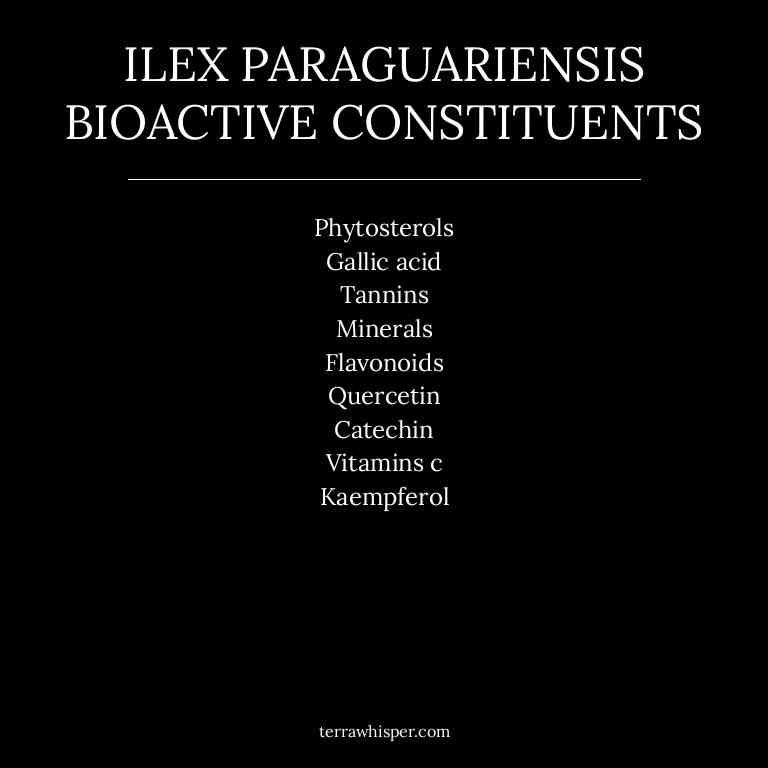 ILEX PARAGUARIENSIS
BIOACTIVE CONSTITUENTS
Phytosterols
Gallic acid
Tannins
Minerals
Flavonoids
Quercetin
Catechin
Vitamins c
Kaempferol
terrawhisper.com